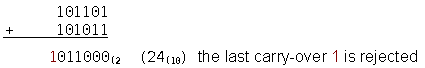 101101
+ 101011
1011000(2 (24(10) the last carry-over 1 is rejected